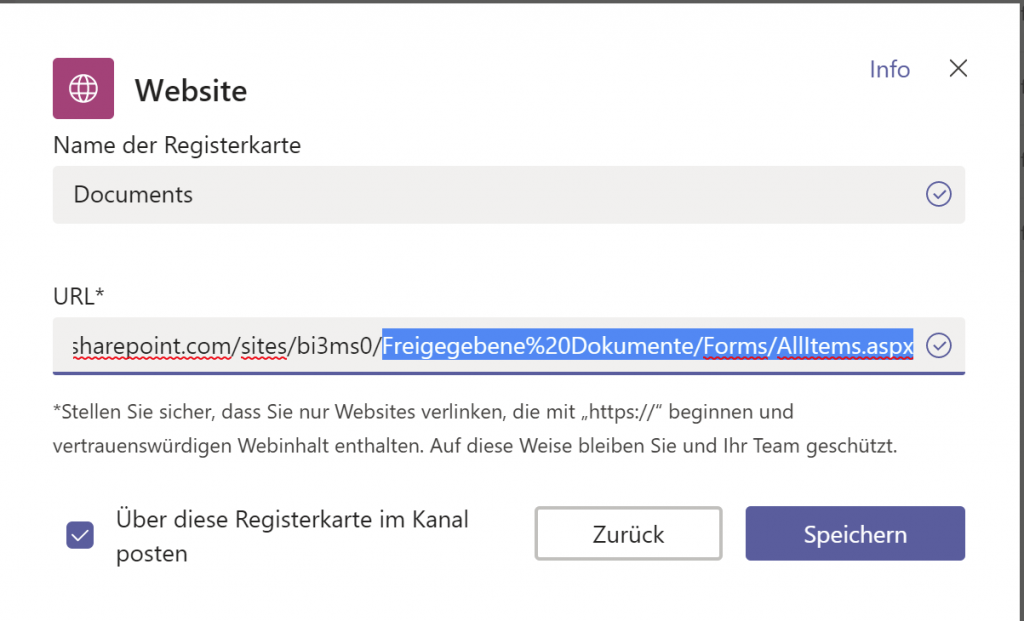 Info
Website
Name der Registerkarte
Documents
URL*
sharepoint.com/sites/bi3ms0/Freigegebene%20Dokumente/Forms/AllItems.aspx
*Stellen Sie sicher, dass Sie nur Websites verlinken, die mit „https://“ beginnen und
vertrauenswürdigen Webinhalt enthalten. Auf diese Weise bleiben Sie und Ihr Team geschützt.
Über diese Registerkarte im Kanal
posten
Zurück
Speichern